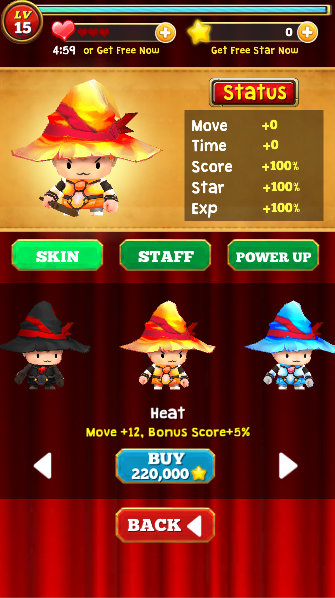 LV
15
0
4:59 or Get Free Now
Get Free Star Now
Status
Move +0
Time +0
Score +100%
Star +100%
Exp +100%
SKIN
STAFF
POWER UP
Heat
Move +12, Bonus Score+5%
BUY
220,000
BACK